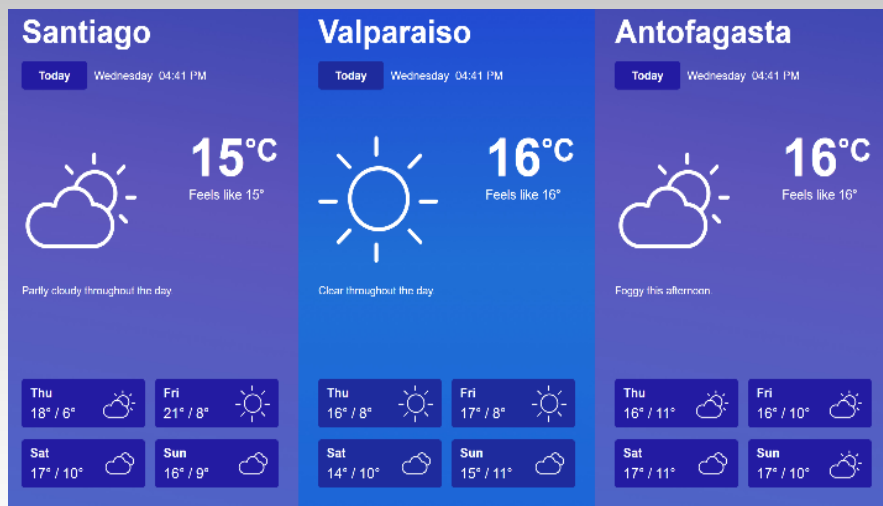 Santiago
Today Wednesday 04:41 PM
15°C
Feels like 15°
Partly cloudy throughout the day.
Thu
18° / 6°
Fri
21° / 8°
Sat
17° / 10°
Sun
16° / 9°
Valparaiso
Today Wednesday 04:41 PM
16°C
Feels like 16°
Clear throughout the day.
Thu
16° / 8°
Fri
17° / 8°
Sat
14° / 10°
Sun
15° / 11°
Antofagasta
Today Wednesday 04:41 PM
16°C
Feels like 16°
Foggy this afternoon.
Thu
16° / 11°
Fri
16° / 10°
Sat
17° / 11°
Sun
17° / 10°